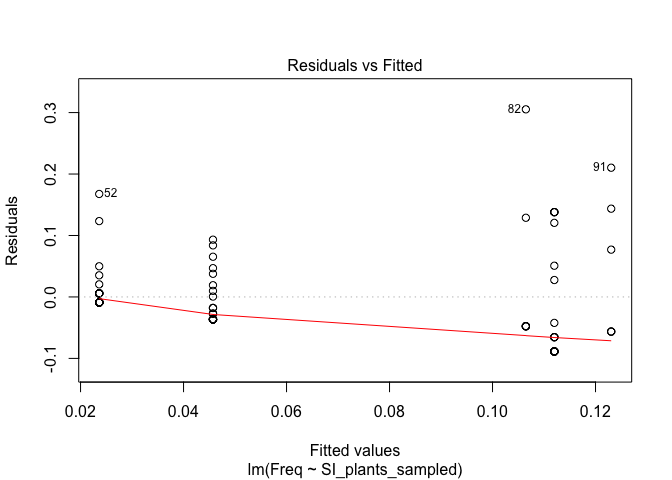 Residuals vs Fitted
Residuals
0.3
0.2
0.1
0.0
-0.1
82
91
52
0.02 0.04 0.06 0.08 0.10 0.12
Fitted values
lm(Freq ~ SI_plants_sampled)